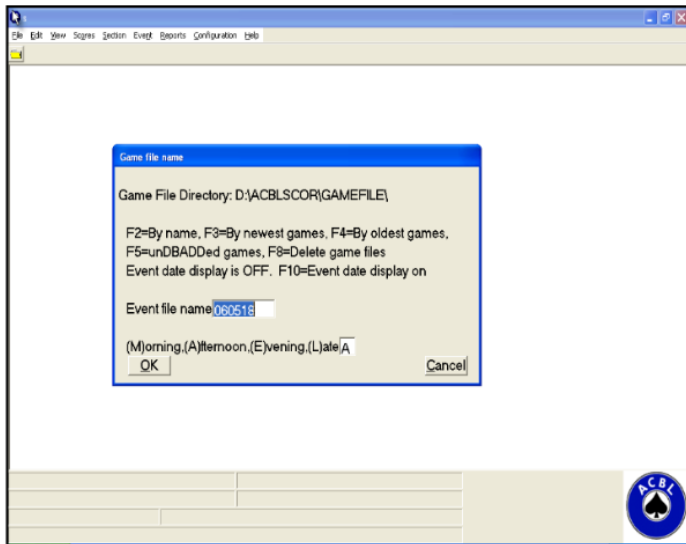 File Edit View Scores Section Event Reports Configuration Help
Game file name
Game File Directory: D:\ACBLSCOR\GAMEFILE\
F2=By name, F3=By newest games, F4=By oldest games,
F5=unDBADDed games, F8=Delete game files
Event date display is OFF. F10=Event date display on
Event file name 060518
(M)orning,(A)fternoon,(E)vening,(L)ate A
OK Cancel
ACBL